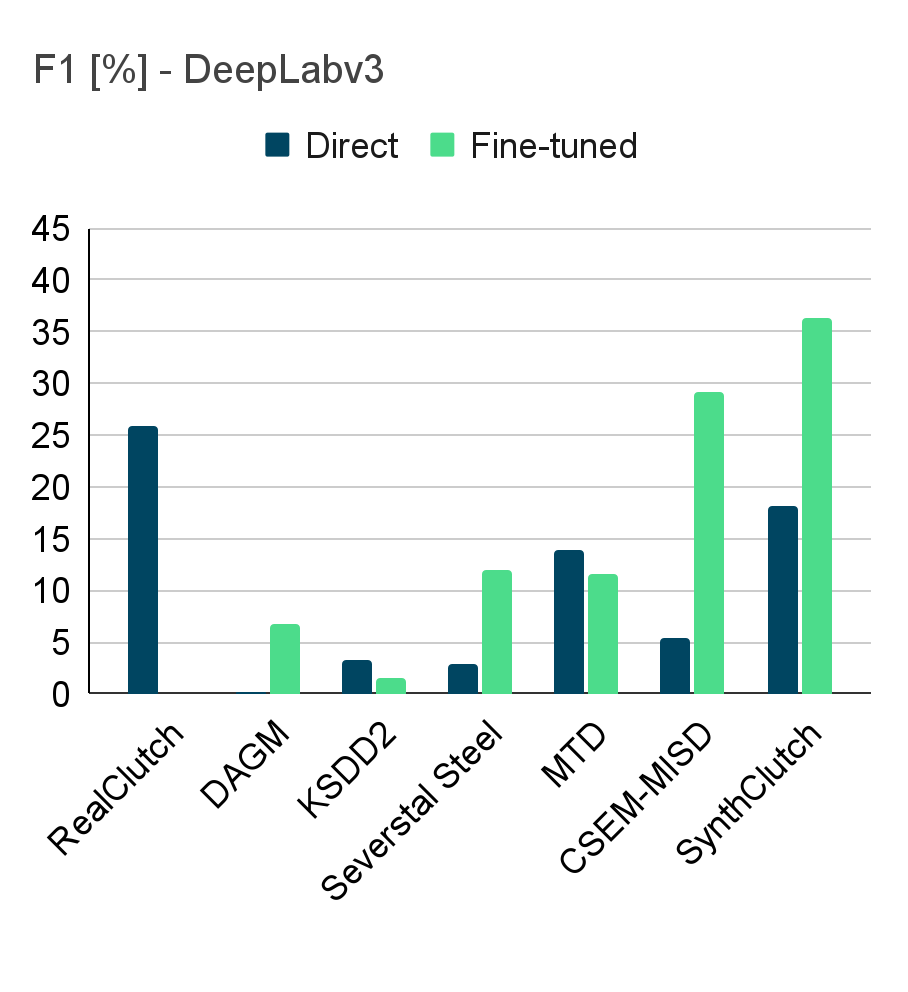 F1 [%] - DeepLabv3
Direct
Fine-tuned
45
40
35
30
25
20
15
10
5
0
RealClutch
DAGM
KSDD2
Severstal Steel
MTD
CSEM-MISD
SynthClutch